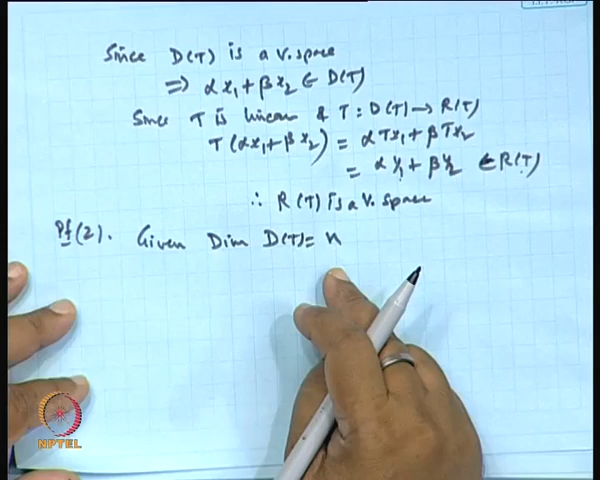 Since D(T) is a v. space
⇒ αx₁ + βx₂ ∈ D(T)
Since T is linear & T : D(T) → R(T)
T(αx₁ + βx₂) = αTx₁ + βTx₂
= αy₁ + βy₂ ∈ R(T)
∴ R(T) is a v. space
Pf(2). Given Dim D(T) = n
NPTEL